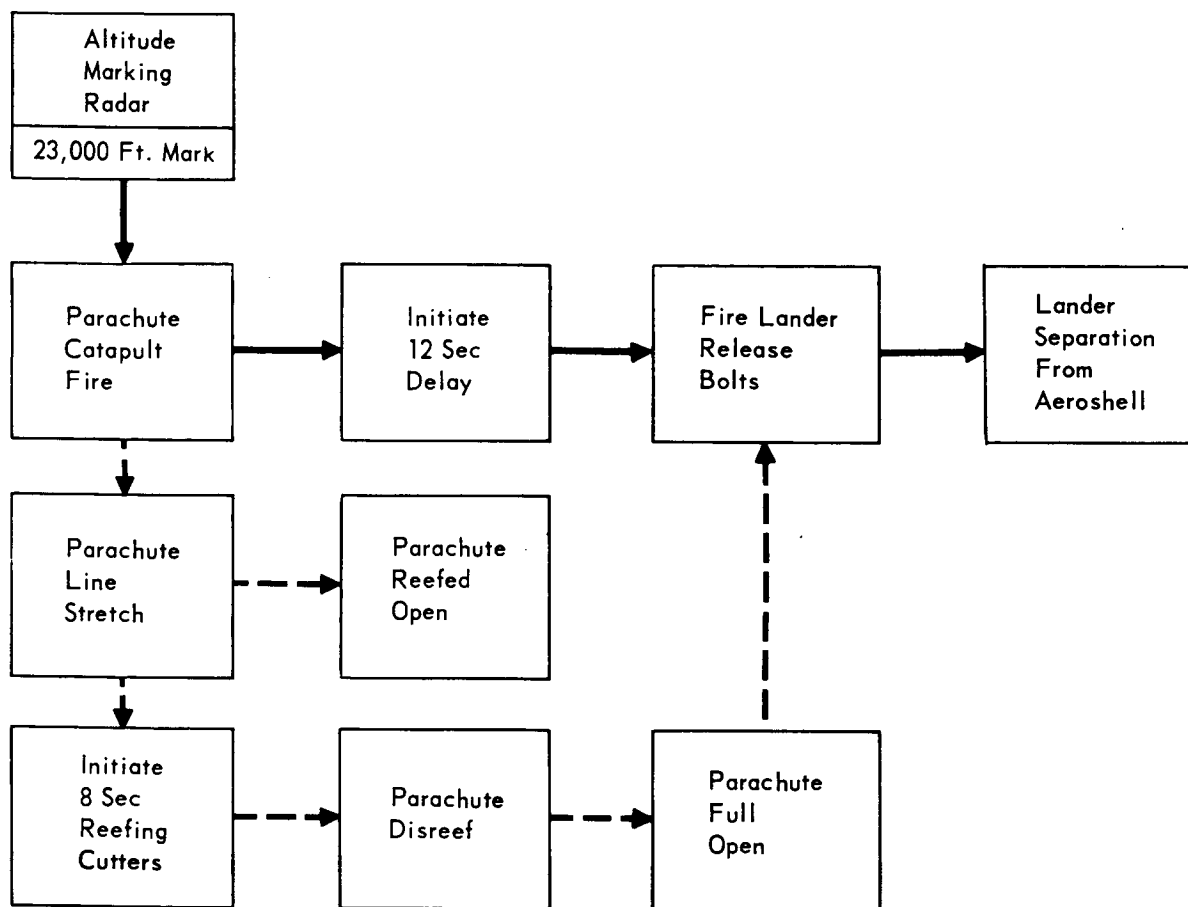 Altitude
Marking
Radar
23,000 Ft. Mark
Parachute
Catapult
Fire
Initiate
12 Sec
Delay
Fire Lander
Release
Bolts
Lander
Separation
From
Aeroshell
Parachute
Line
Stretch
Parachute
Reefed
Open
Initiate
8 Sec
Reefing
Cutters
Parachute
Disreef
Parachute
Full
Open